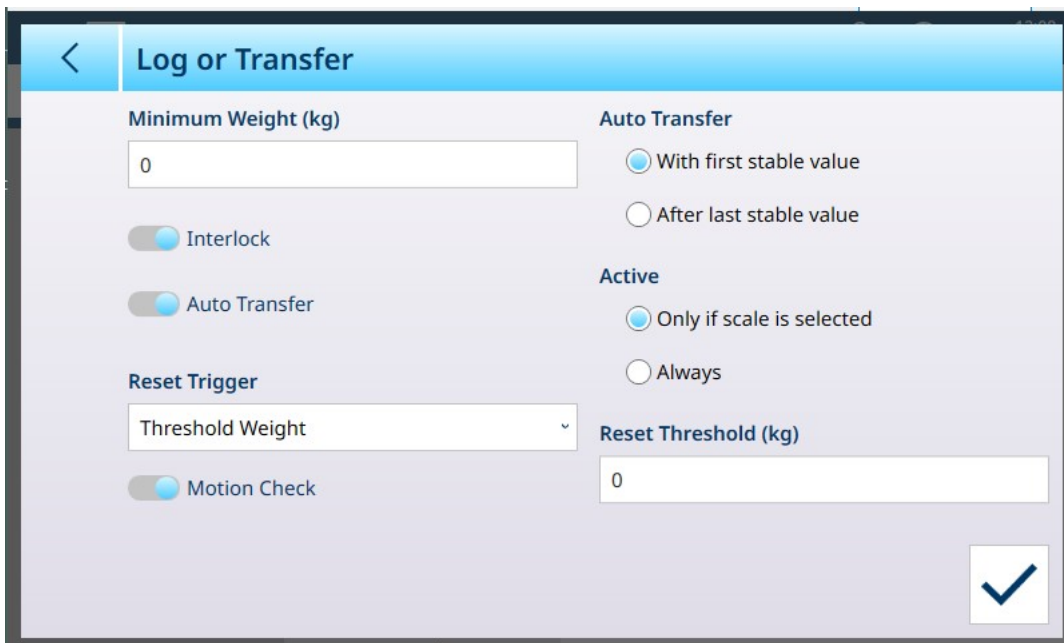 Log or Transfer
Minimum Weight (kg)
0
Interlock
Auto Transfer
Reset Trigger
Threshold Weight
Motion Check
Auto Transfer
With first stable value
After last stable value
Active
Only if scale is selected
Always
Reset Threshold (kg)
0